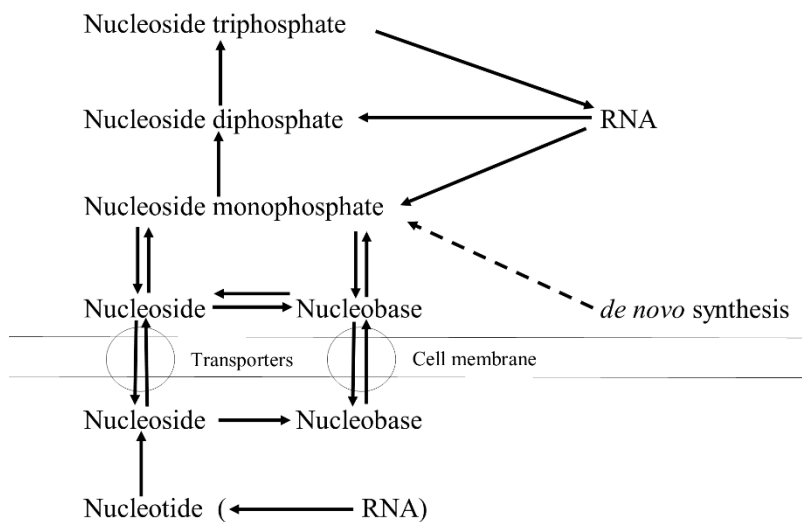 Nucleoside triphosphate
Nucleoside diphosphate RNA
Nucleoside monophosphate
Nucleoside Nucleobase de novo synthesis
Transporters Cell membrane
Nucleoside Nucleobase
Nucleotide ( RNA)